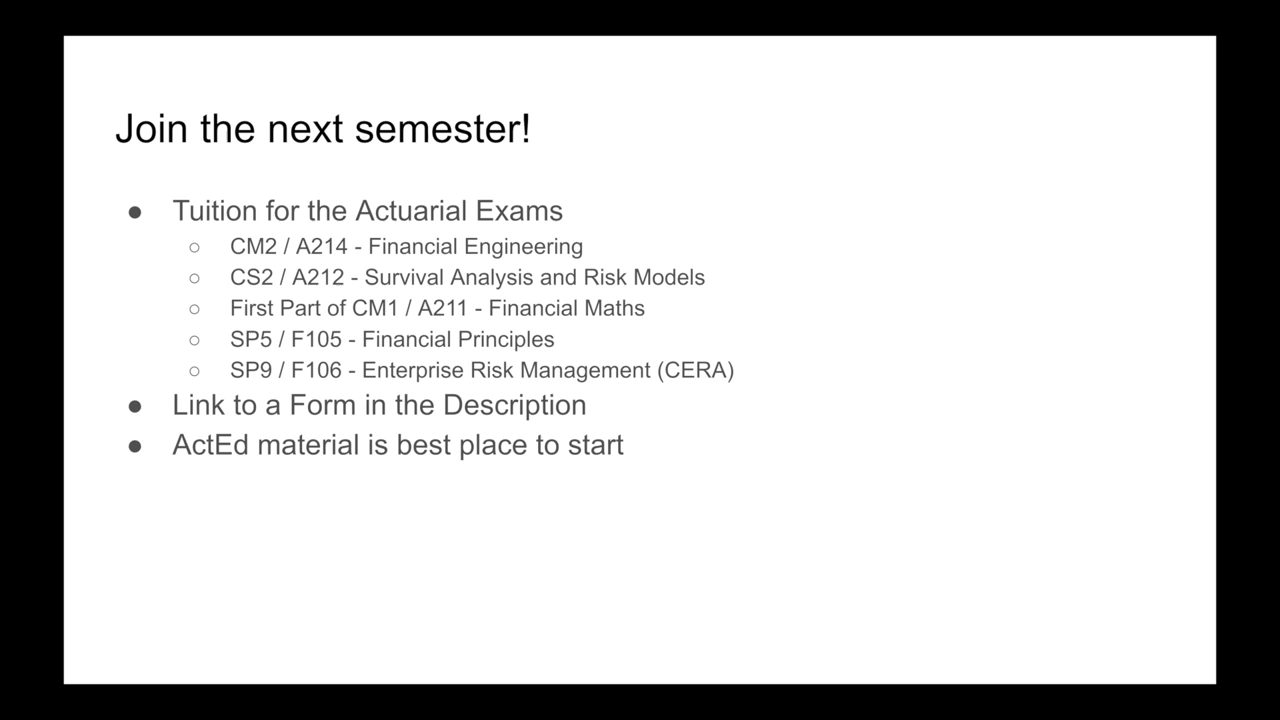 Join the next semester!
● Tuition for the Actuarial Exams
○ CM2 / A214 - Financial Engineering
○ CS2 / A212 - Survival Analysis and Risk Models
○ First Part of CM1 / A211 - Financial Maths
○ SP5 / F105 - Financial Principles
○ SP9 / F106 - Enterprise Risk Management (CERA)
● Link to a Form in the Description
● ActEd material is best place to start